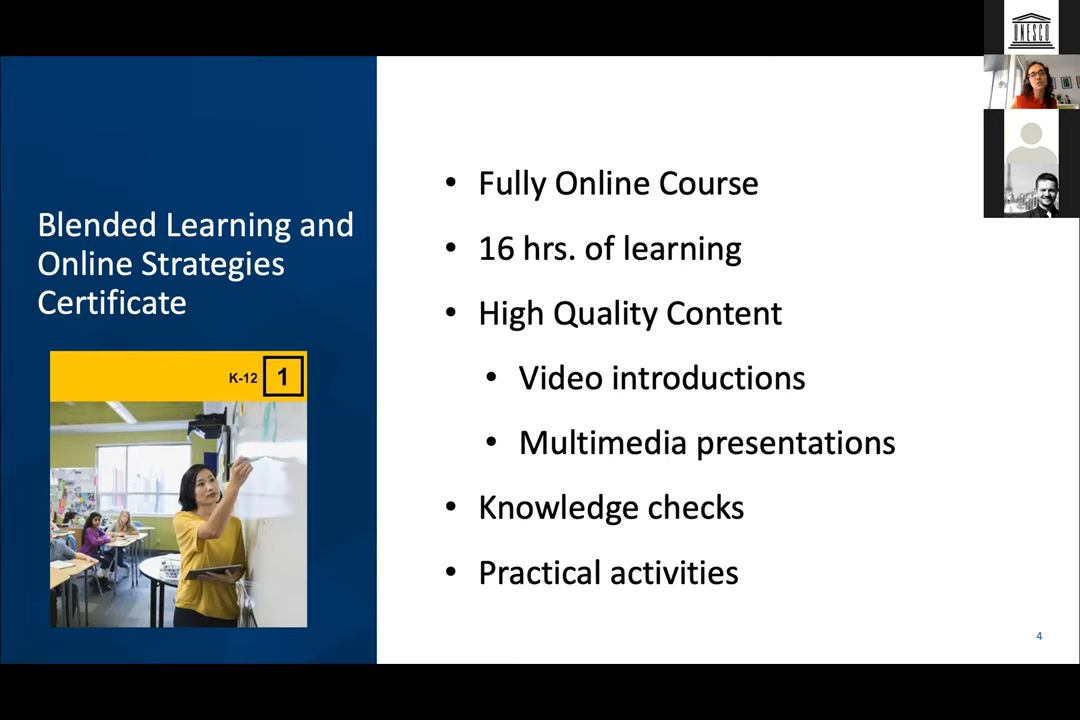 UNESCO
Blended Learning and
Online Strategies
Certificate
K-12 1
• Fully Online Course
• 16 hrs. of learning
• High Quality Content
• Video introductions
• Multimedia presentations
• Knowledge checks
• Practical activities
4